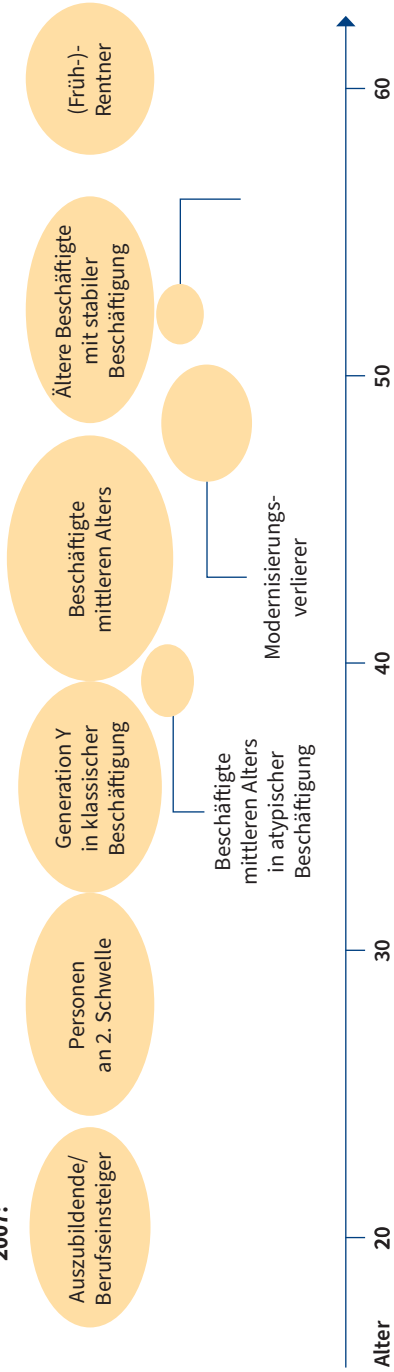 2007:
Auszubildende/
Berufseinsteiger
Personen
an 2. Schwelle
Generation Y
in klassischer
Beschäftigung
Beschäftigte
mittleren Alters
Ältere Beschäftigte
mit stabiler
Beschäftigung
(Früh-)-
Rentner
Beschäftigte
mittleren Alters
in atypischer
Beschäftigung
Modernisierungs-
verlierer
Alter
20
30
40
50
60